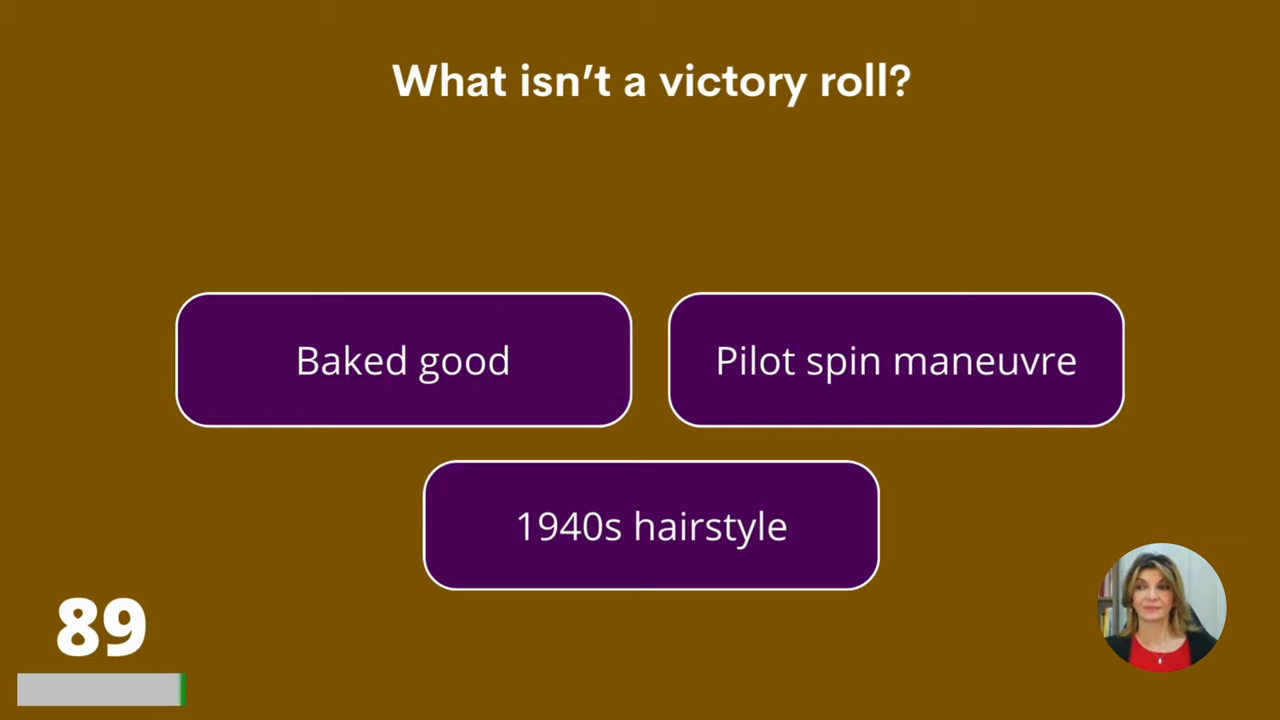 What isn’t a victory roll?
Baked good
Pilot spin maneuvre
1940s hairstyle
89